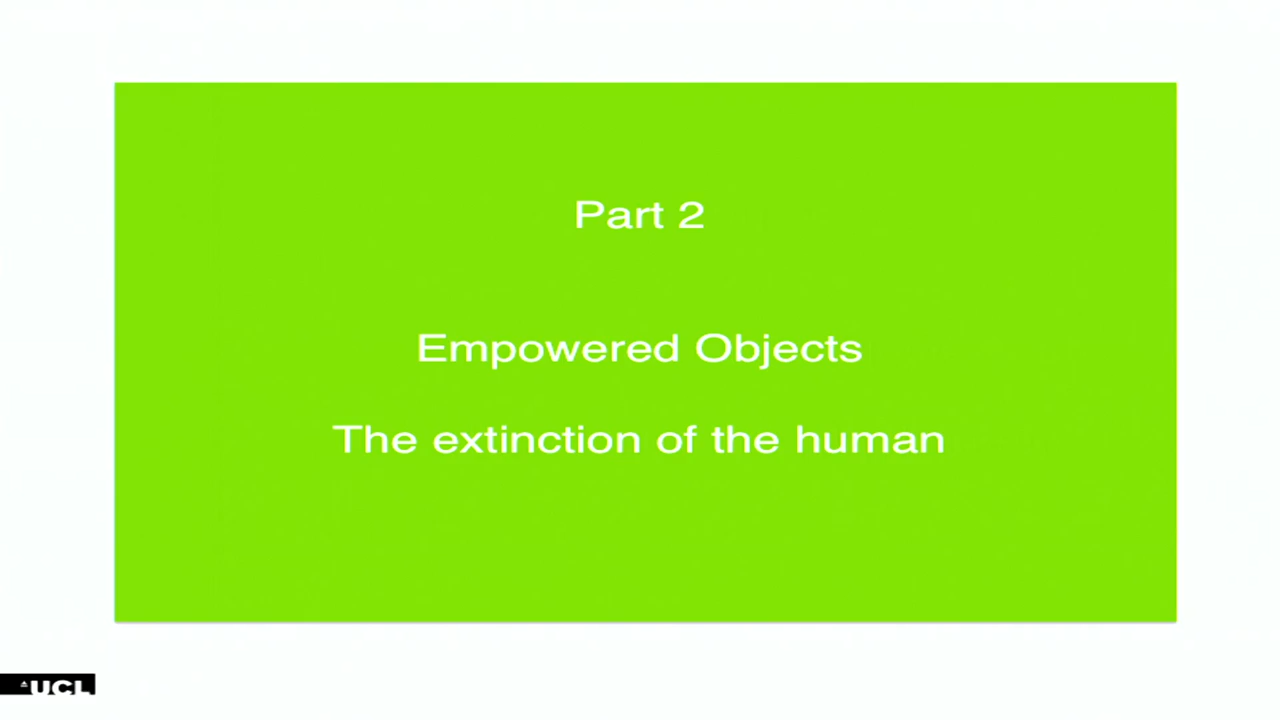 Part 2
Empowered Objects
The extinction of the human
UCL